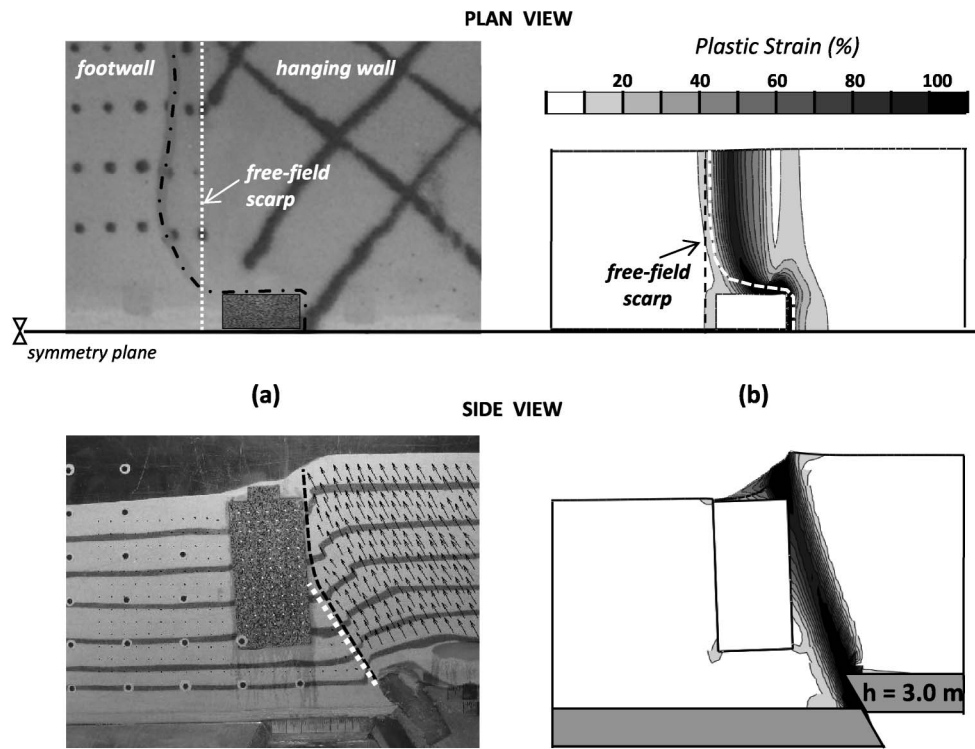 PLAN VIEW
footwall
hanging wall
free-field
scarp
symmetry plane
Plastic Strain (%)
20 40 60 80 100
free-field
scarp
(a)
(b)
SIDE VIEW
h = 3.0 m